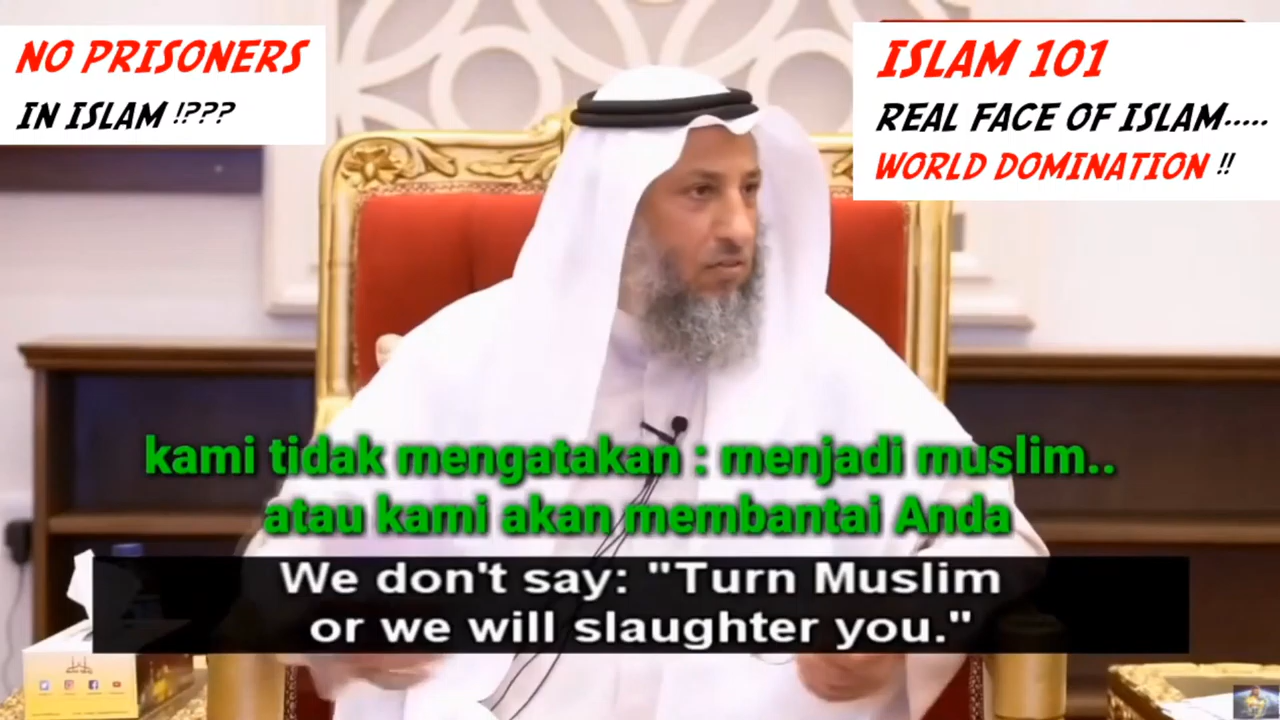 NO PRISONERS
IN ISLAM !???
ISLAM 101
REAL FACE OF ISLAM.....
WORLD DOMINATION !!
kami tidak mengatakan : menjadi muslim..
atau kami akan membantai Anda
We don't say: "Turn Muslim
or we will slaughter you."